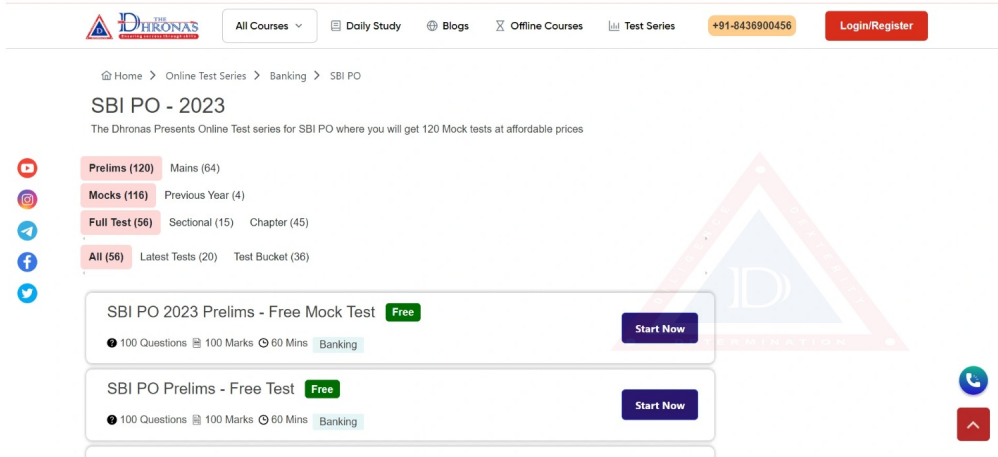 THE
DHRONAS
Ensuring success through skills
All Courses
Daily Study
Blogs
Offline Courses
Test Series
+91-8436900456
Login/Register
Home > Online Test Series > Banking > SBI PO
SBI PO - 2023
The Dhronas Presents Online Test series for SBI PO where you will get 120 Mock tests at affordable prices
Prelims (120) Mains (64)
Mocks (116) Previous Year (4)
Full Test (56) Sectional (15) Chapter (45)
All (56) Latest Tests (20) Test Bucket (36)
SBI PO 2023 Prelims - Free Mock Test Free
Start Now
100 Questions 100 Marks 60 Mins Banking
SBI PO Prelims - Free Test Free
Start Now
100 Questions 100 Marks 60 Mins Banking